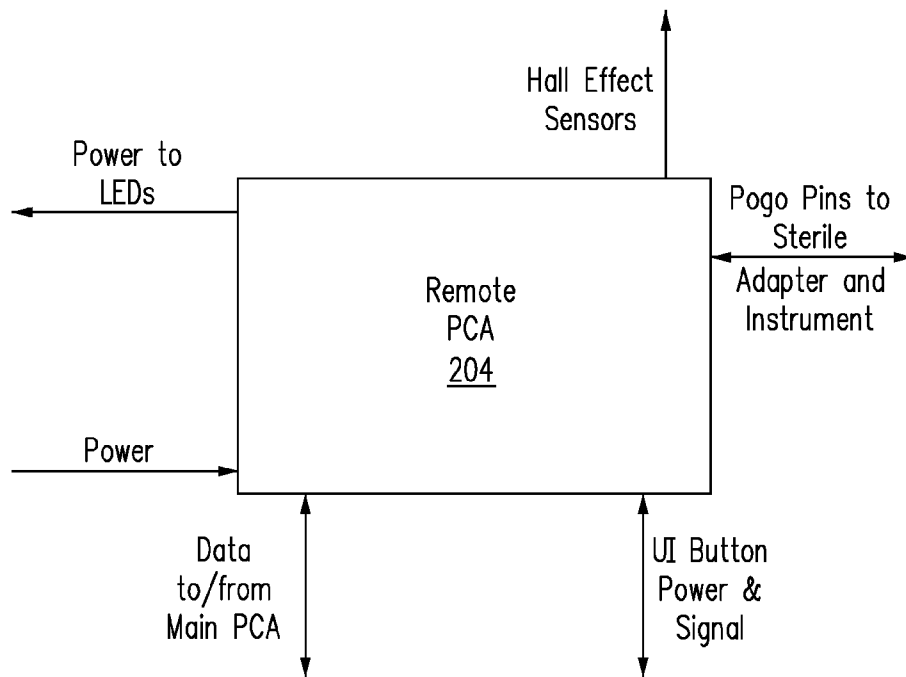 Hall Effect
Sensors
Power to
LEDs
Pogo Pins to
Sterile
Adapter and
Instrument
Remote
PCA
204
Power
Data
to/from
Main PCA
UI Button
Power &
Signal